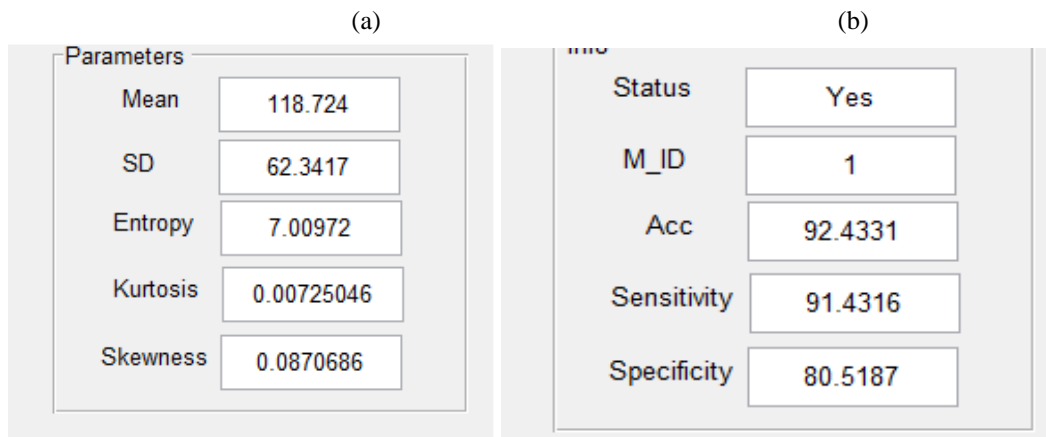 (a)
(b)
Parameters
Mean 118.724
SD 62.3417
Entropy 7.00972
Kurtosis 0.00725046
Skewness 0.0870686
Status Yes
M_ID 1
Acc 92.4331
Sensitivity 91.4316
Specificity 80.5187